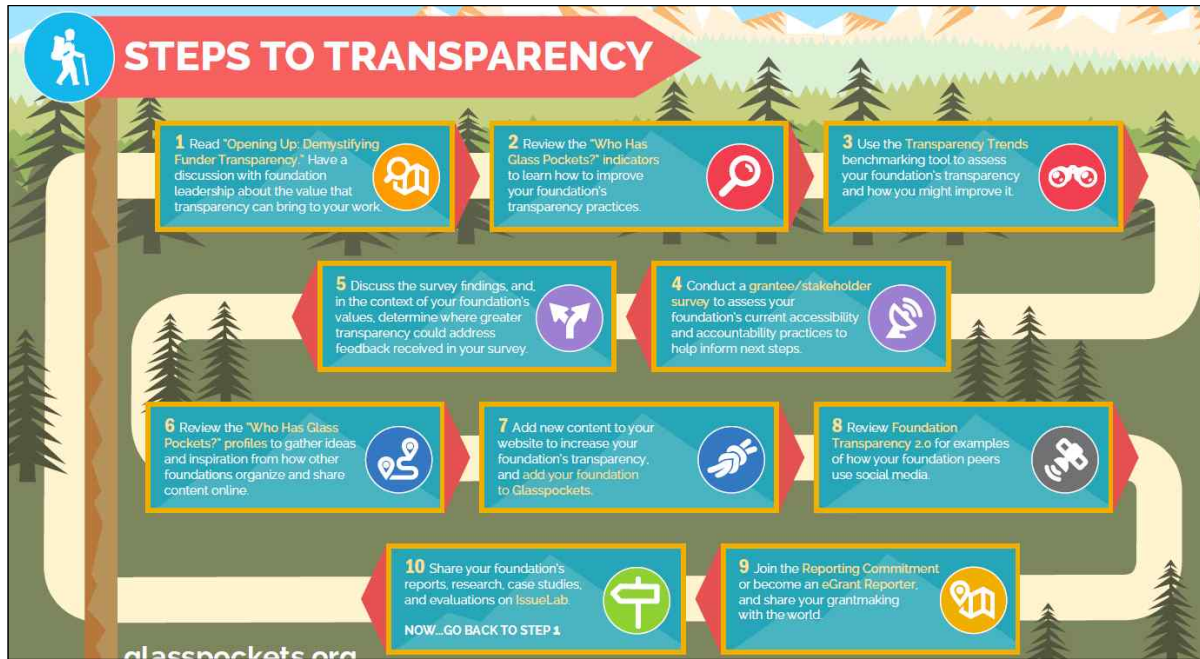 STEPS TO TRANSPARENCY
1 Read "Opening Up: Demystifying
Funder Transparency." Have a
discussion with foundation
leadership about the value that
transparency can bring to your work.
2 Review the "Who Has
Glass Pockets?" indicators
to learn how to improve
your foundation's
transparency practices.
3 Use the Transparency Trends
benchmarking tool to assess
your foundation's transparency
and how you might improve it.
4 Conduct a grantee/stakeholder
survey to assess your
foundation's current accessibility
and accountability practices to
help inform next steps.
5 Discuss the survey findings, and,
in the context of your foundation's
values, determine where greater
transparency could address
feedback received in your survey.
6 Review the "Who Has Glass
Pockets?" profiles to gather ideas
and inspiration from how other
foundations organize and share
content online.
7 Add new content to your
website to increase your
foundation's transparency,
and add your foundation
to Glasspockets.
8 Review Foundation
Transparency 2.0 for examples
of how your foundation peers
use social media.
9 Join the Reporting Commitment
or become an eGrant Reporter,
and share your grantmaking
with the world.
10 Share your foundation's
reports, research, case studies,
and evaluations on IssueLab.
NOW...GO BACK TO STEP 1
glasspockets.org